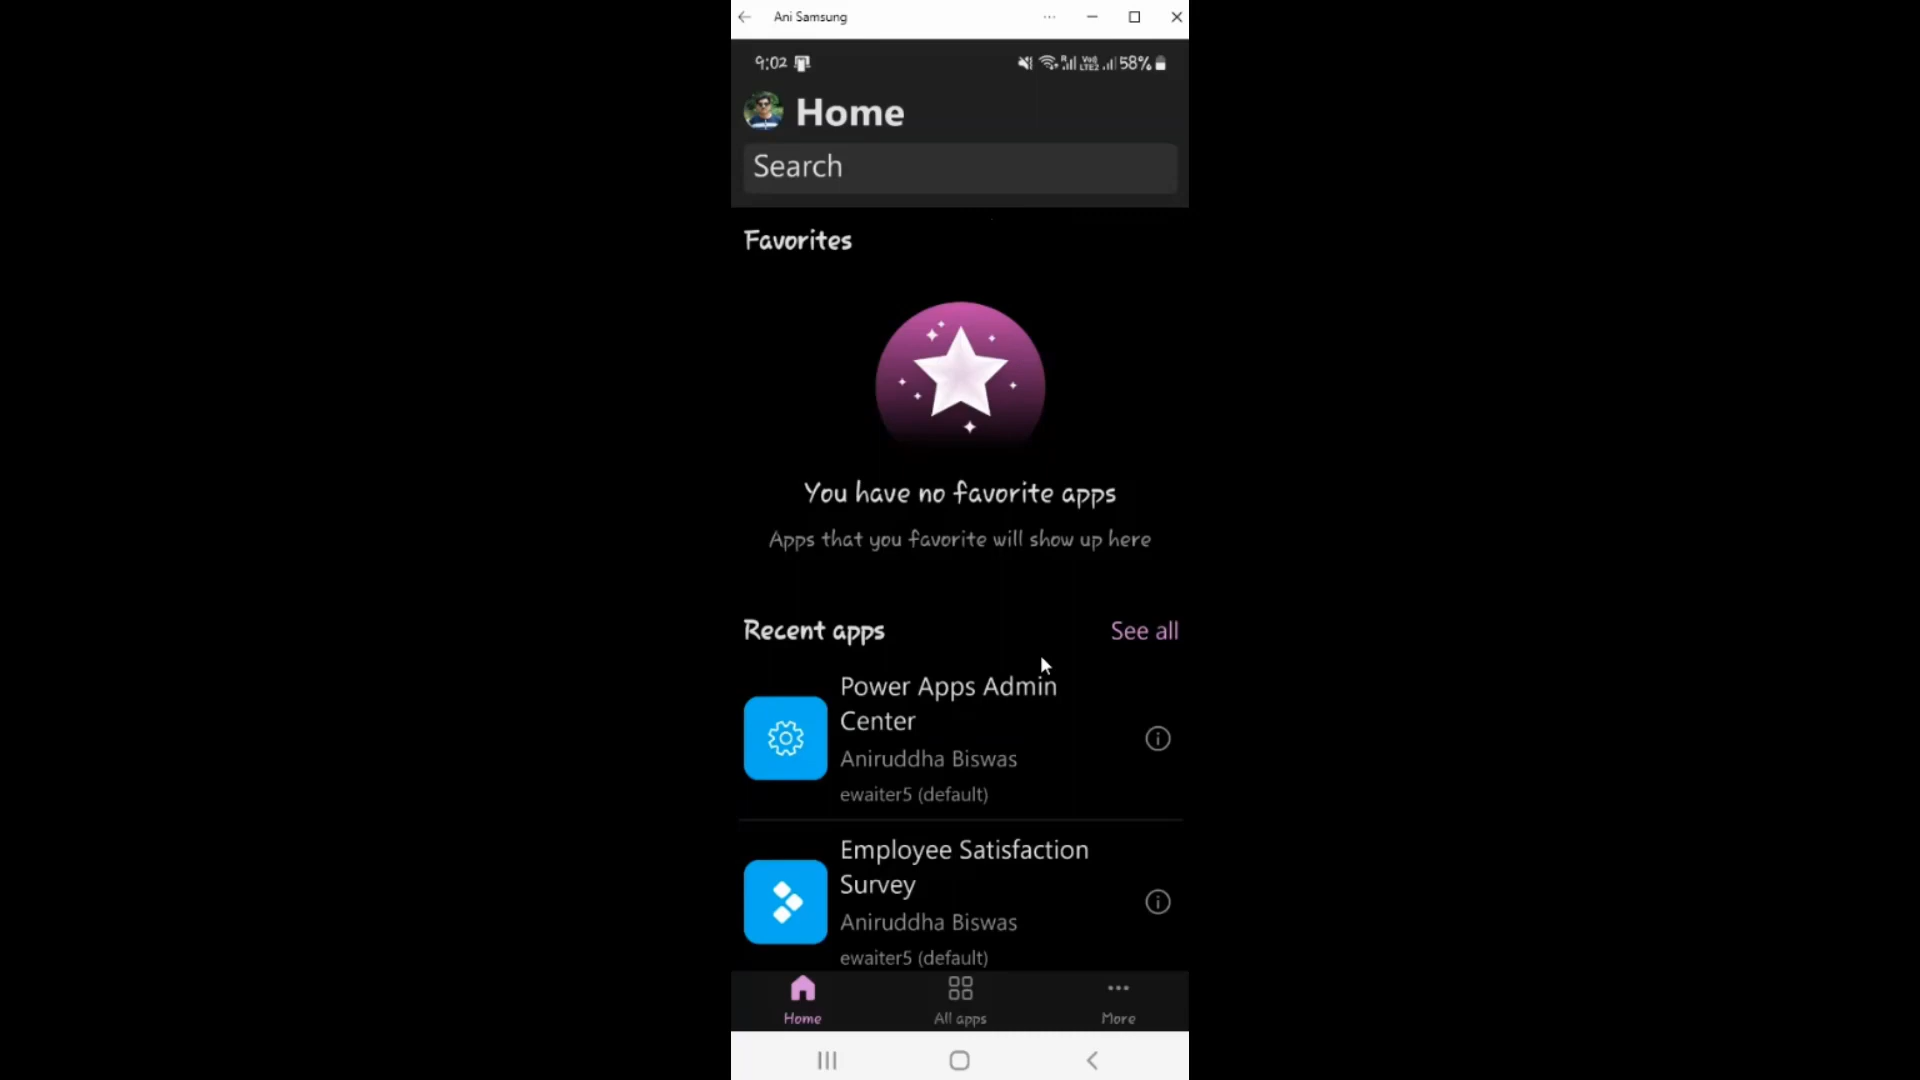 Ani Samsung
9:02 58%
Home
Search
Favorites
You have no favorite apps
Apps that you favorite will show up here
Recent apps See all
Power Apps Admin
Center
Aniruddha Biswas
ewaiter5 (default)
Employee Satisfaction
Survey
Aniruddha Biswas
ewaiter5 (default)
Home All apps More